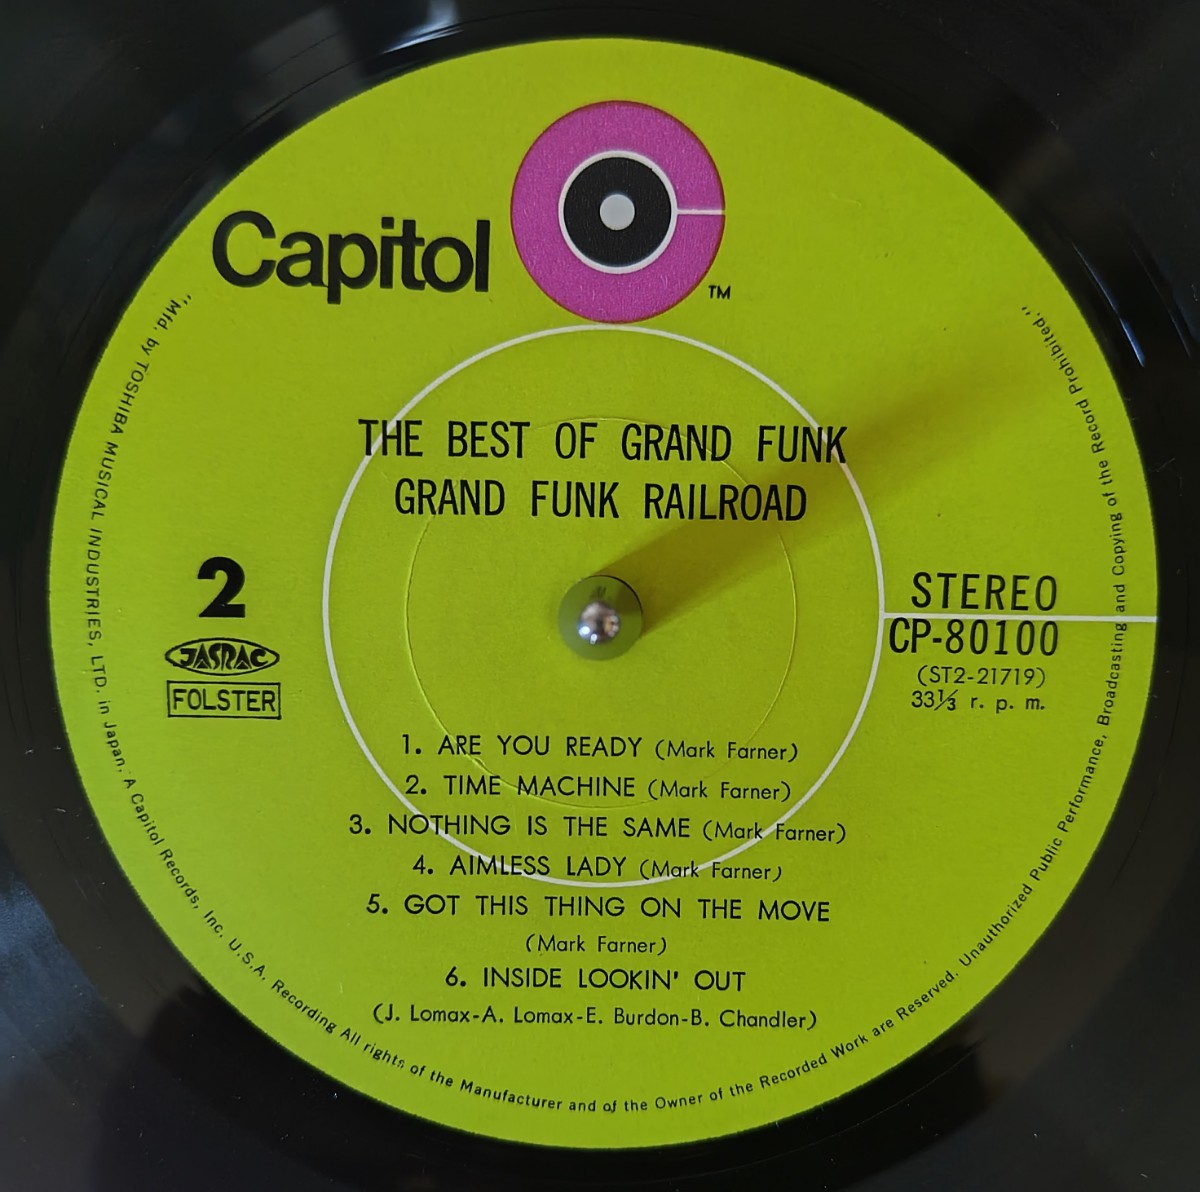 Capitol
TM
THE BEST OF GRAND FUNK
GRAND FUNK RAILROAD
2
JASRAC
FOLSTER
STEREO
CP-80100
(ST2-21719)
33⅓ r. p. m.
1. ARE YOU READY (Mark Farner)
2. TIME MACHINE (Mark Farner)
3. NOTHING IS THE SAME (Mark Farner)
4. AIMLESS LADY (Mark Farner)
5. GOT THIS THING ON THE MOVE
(Mark Farner)
6. INSIDE LOOKIN' OUT
(J. Lomax-A. Lomax-E. Burdon-B. Chandler)
"Mfd. by TOSHIBA MUSICAL INDUSTRIES, LTD. in Japan, A Capitol Records, Inc. U.S.A. Recording All rights of the Manufacturer and of the Owner of the Recorded Work are Reserved. Unauthorized Public Performance, Broadcasting and Copying of the Record Prohibited."